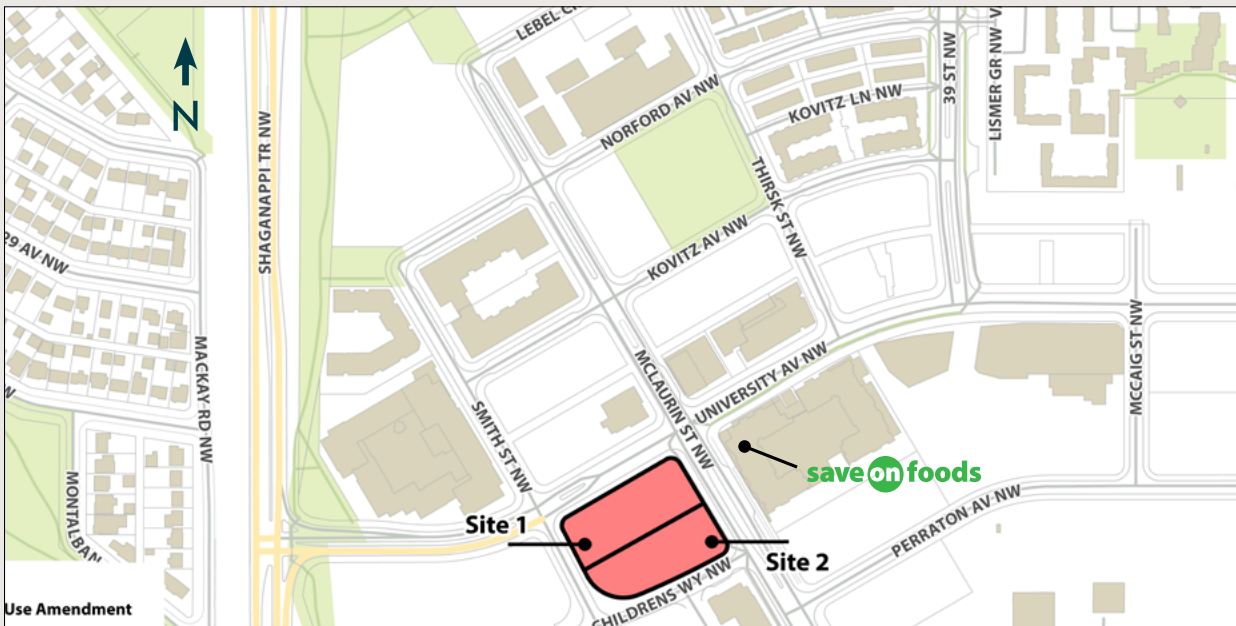 LEBEL C
N
NORFORD AV NW
KOVITZ LN NW
39 ST NW
LISMER GR NW
SHAGANAPPI TR NW
THIRSK ST NW
KOVITZ AV NW
29 AV NW
MACKAY RD NW
MCLAURIN ST NW
UNIVERSITY AV NW
MCCAIG ST NW
SMITH ST NW
save on foods
PERRATON AV NW
MONTALBAN
Site 1
Site 2
CHILDRENS WY NW
Use Amendment